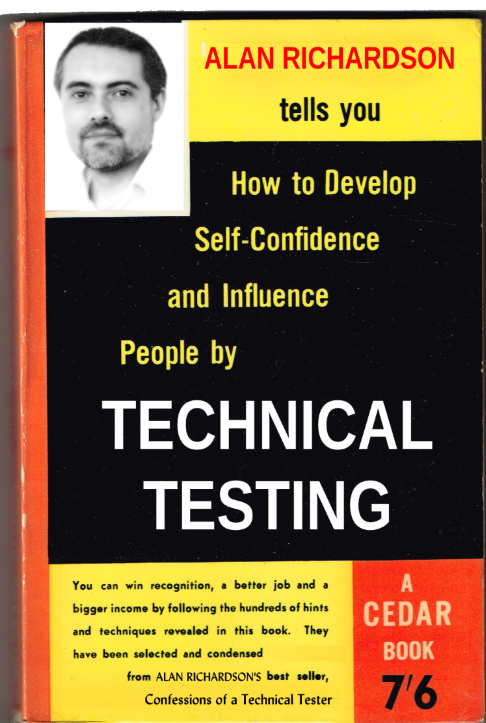 ALAN RICHARDSON
tells you
How to Develop
Self-Confidence
and Influence
People by
TECHNICAL
TESTING
You can win recognition, a better job and a
bigger income by following the hundreds of hints
and techniques revealed in this book. They
have been selected and condensed
from ALAN RICHARDSON'S best seller,
Confessions of a Technical Tester
A
CEDAR
BOOK
7'6